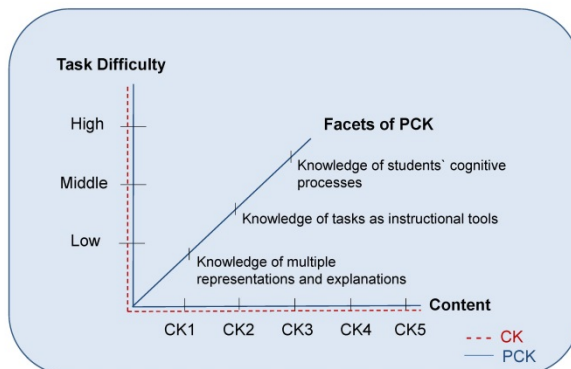 Task Difficulty
High
Facets of PCK
Knowledge of students` cognitive
processes
Middle
Knowledge of tasks as instructional tools
Low
Knowledge of multiple
representations and explanations
Content
CK1 CK2 CK3 CK4 CK5
CK
PCK